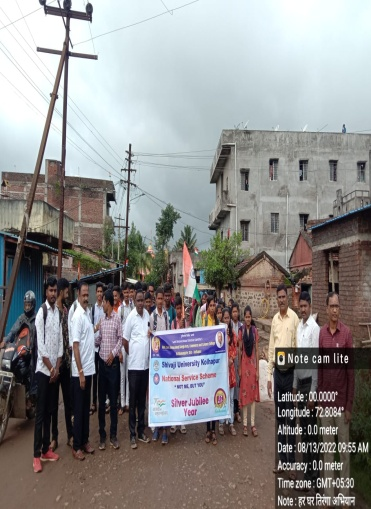 Shivaji University Kolhapur
National Service Scheme
" NOT ME, BUT YOU"
Silver Jubilee
Year
Note cam lite
Latitude : 00.0000°
Longitude : 72.8084°
Altitude : 0.0 meter
Date : 08/13/2022 09:55 AM
Accuracy : 0.0 meter
Time zone : GMT+05:30
Note : हर घर तिरंगा अभियान